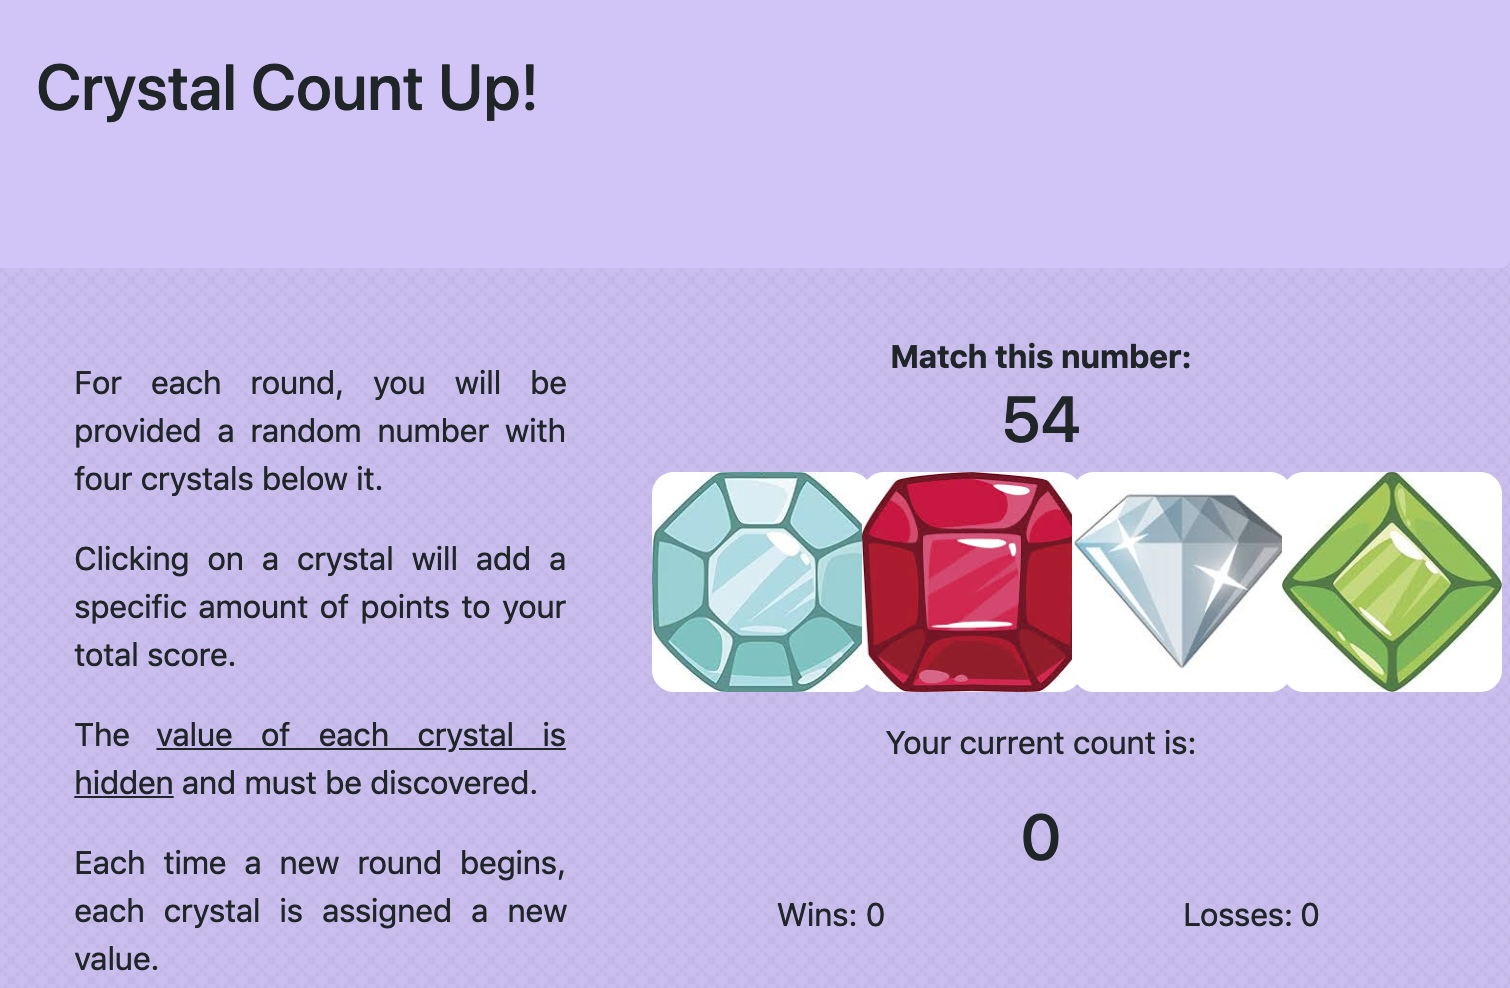 Crystal Count Up!
For each round, you will be
provided a random number with
four crystals below it.
Clicking on a crystal will add a
specific amount of points to your
total score.
The value of each crystal is
hidden and must be discovered.
Each time a new round begins,
each crystal is assigned a new
value.
Match this number:
54
Your current count is:
0
Wins: 0
Losses: 0